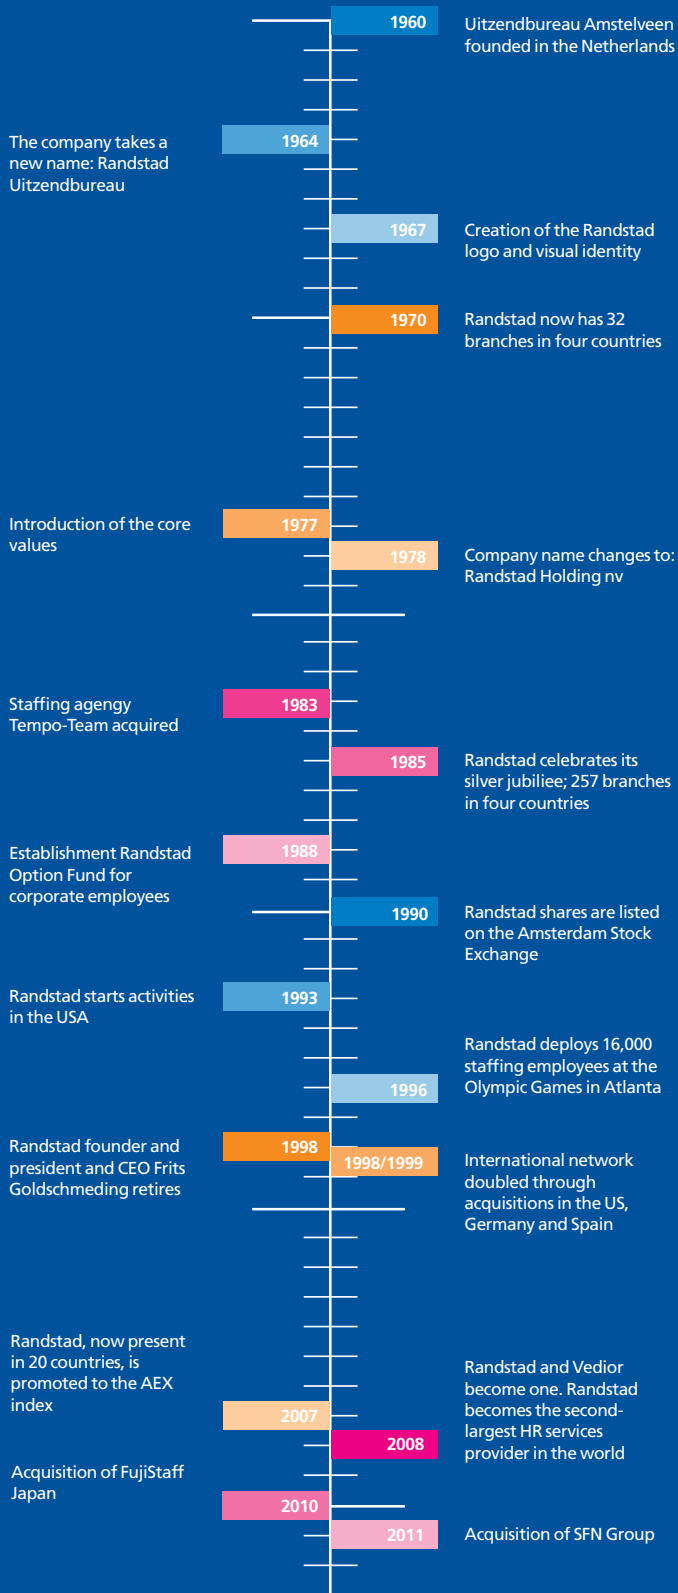 1960
Uitzendbureau Amstelveen
founded in the Netherlands
1964
The company takes a
new name: Randstad
Uitzendbureau
1967
Creation of the Randstad
logo and visual identity
1970
Randstad now has 32
branches in four countries
1977
Introduction of the core
values
1978
Company name changes to:
Randstad Holding nv
1983
Staffing agengy
Tempo-Team acquired
1985
Randstad celebrates its
silver jubiliee; 257 branches
in four countries
1988
Establishment Randstad
Option Fund for
corporate employees
1990
Randstad shares are listed
on the Amsterdam Stock
Exchange
1993
Randstad starts activities
in the USA
1996
Randstad deploys 16,000
staffing employees at the
Olympic Games in Atlanta
1998
Randstad founder and
president and CEO Frits
Goldschmeding retires
1998/1999
International network
doubled through
acquisitions in the US,
Germany and Spain
2007
Randstad, now present
in 20 countries, is
promoted to the AEX
index
2008
Randstad and Vedior
become one. Randstad
becomes the second-
largest HR services
provider in the world
2010
Acquisition of FujiStaff
Japan
2011
Acquisition of SFN Group